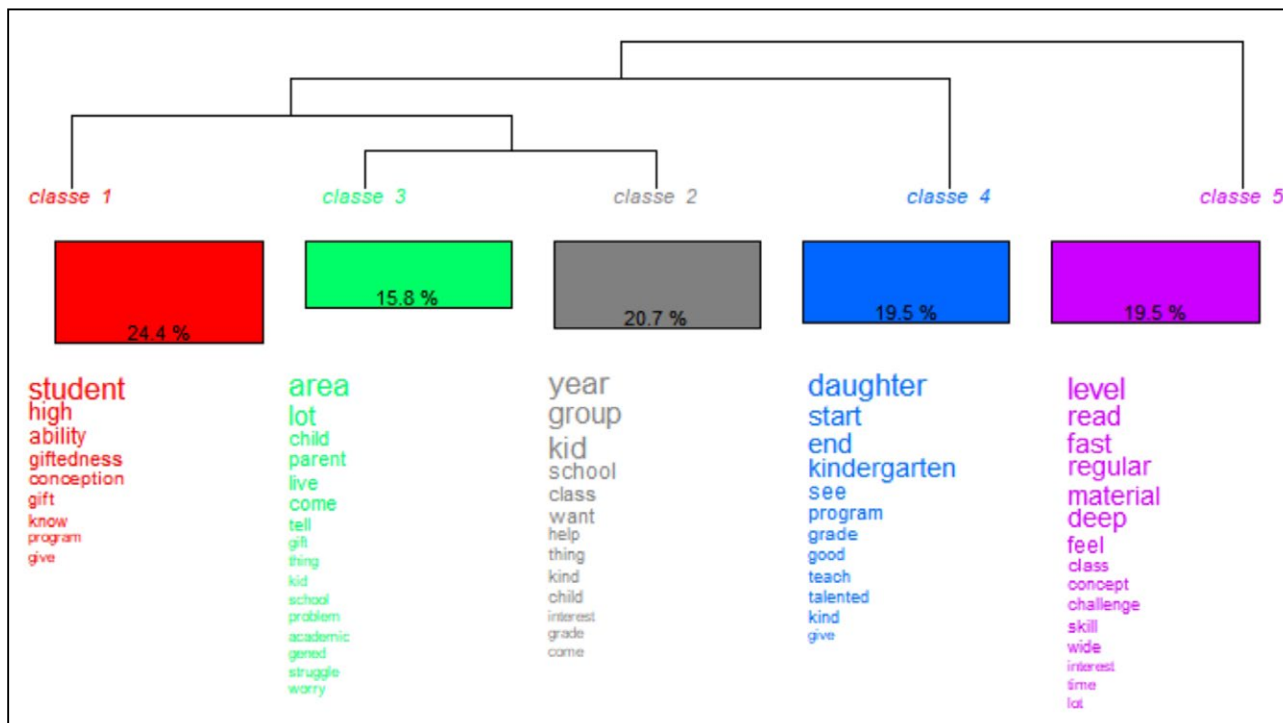 classe 1
classe 3
classe 2
classe 4
classe 5
24.4 %
15.8 %
20.7 %
19.5 %
19.5 %
student
high
ability
giftedness
conception
gift
know
program
give
area
lot
child
parent
live
come
tell
gift
thing
kid
school
problem
academic
gened
struggle
worry
year
group
kid
school
class
want
help
thing
kind
child
interest
grade
come
daughter
start
end
kindergarten
see
program
grade
good
teach
talented
kind
give
level
read
fast
regular
material
deep
feel
class
concept
challenge
skill
wide
interest
time
lot